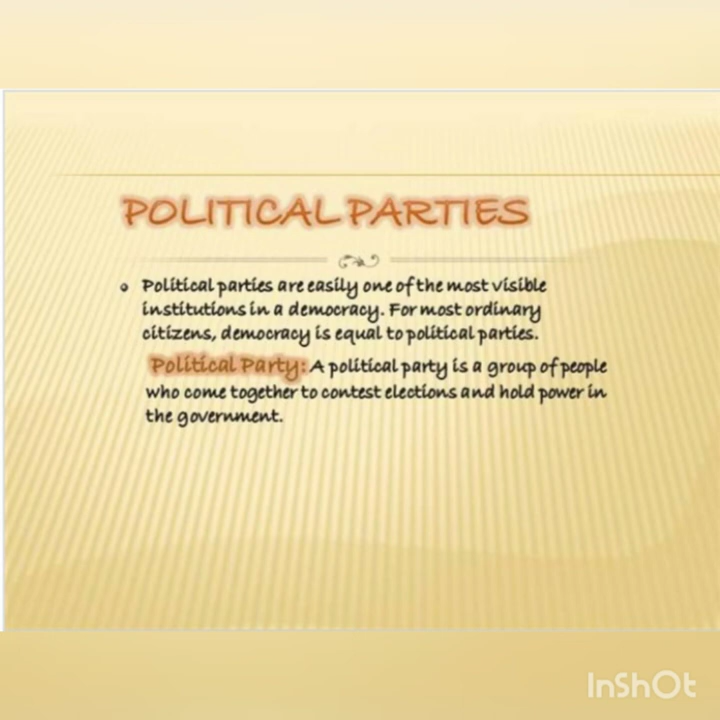 POLITICAL PARTIES
Political parties are easily one of the most visible
institutions in a democracy. For most ordinary
citizens, democracy is equal to political parties.
Political Party: A political party is a group of people
who come together to contest elections and hold power in
the government.
InShOt